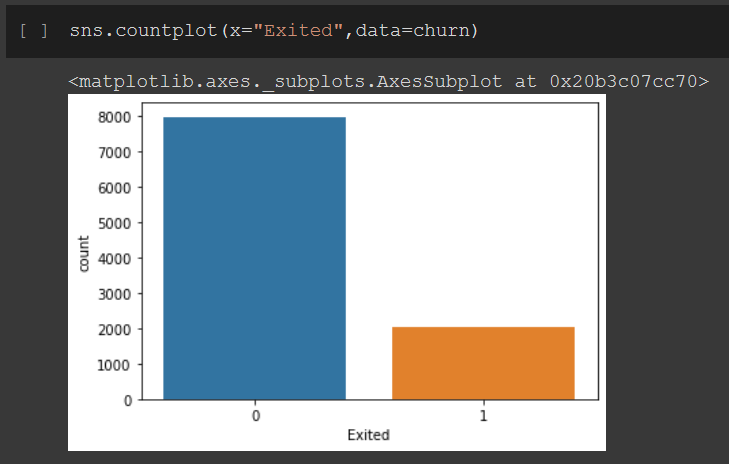 [ ] sns.countplot(x="Exited",data=churn)
<matplotlib.axes._subplots.AxesSubplot at 0x20b3c07cc70>
8000
7000
6000
5000
4000
3000
2000
1000
0
count
0 1
Exited